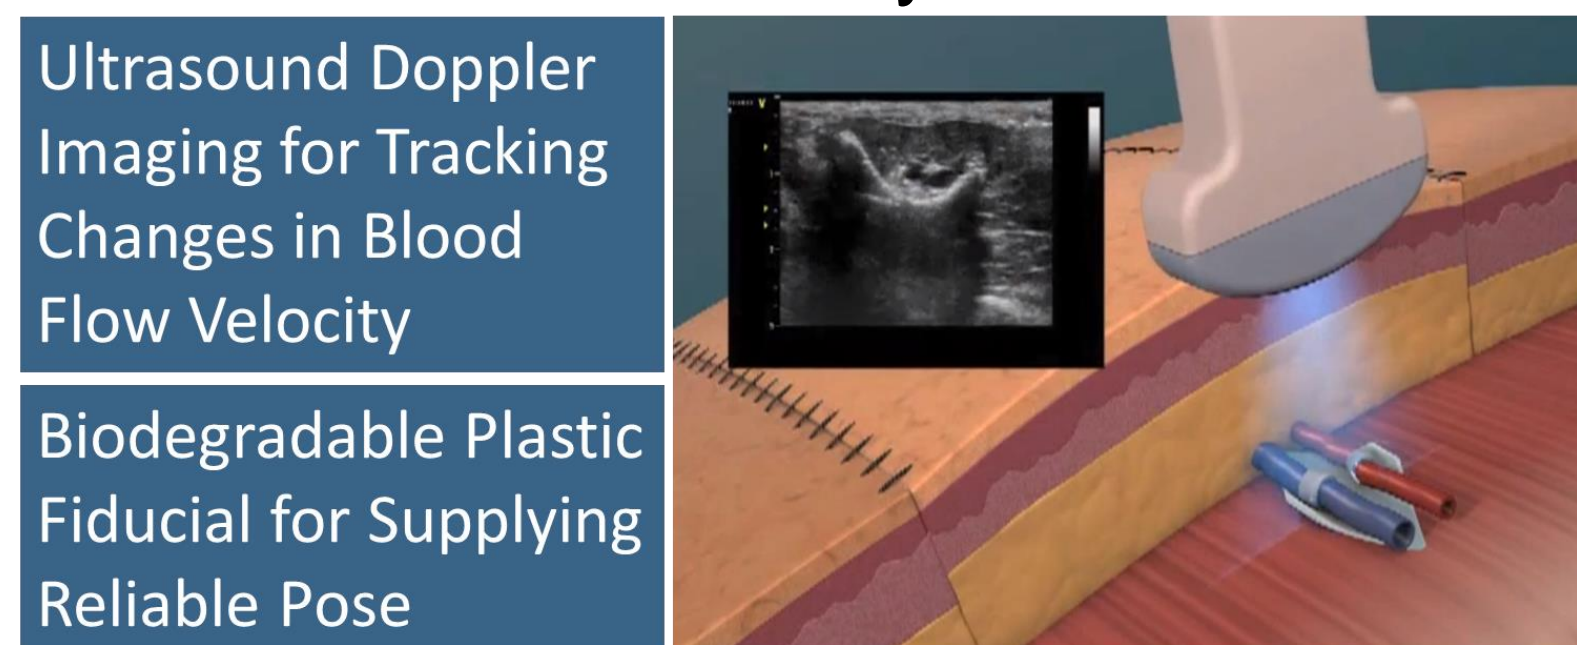 Ultrasound Doppler
Imaging for Tracking
Changes in Blood
Flow Velocity
V
Biodegradable Plastic
Fiducial for Supplying
Reliable Pose